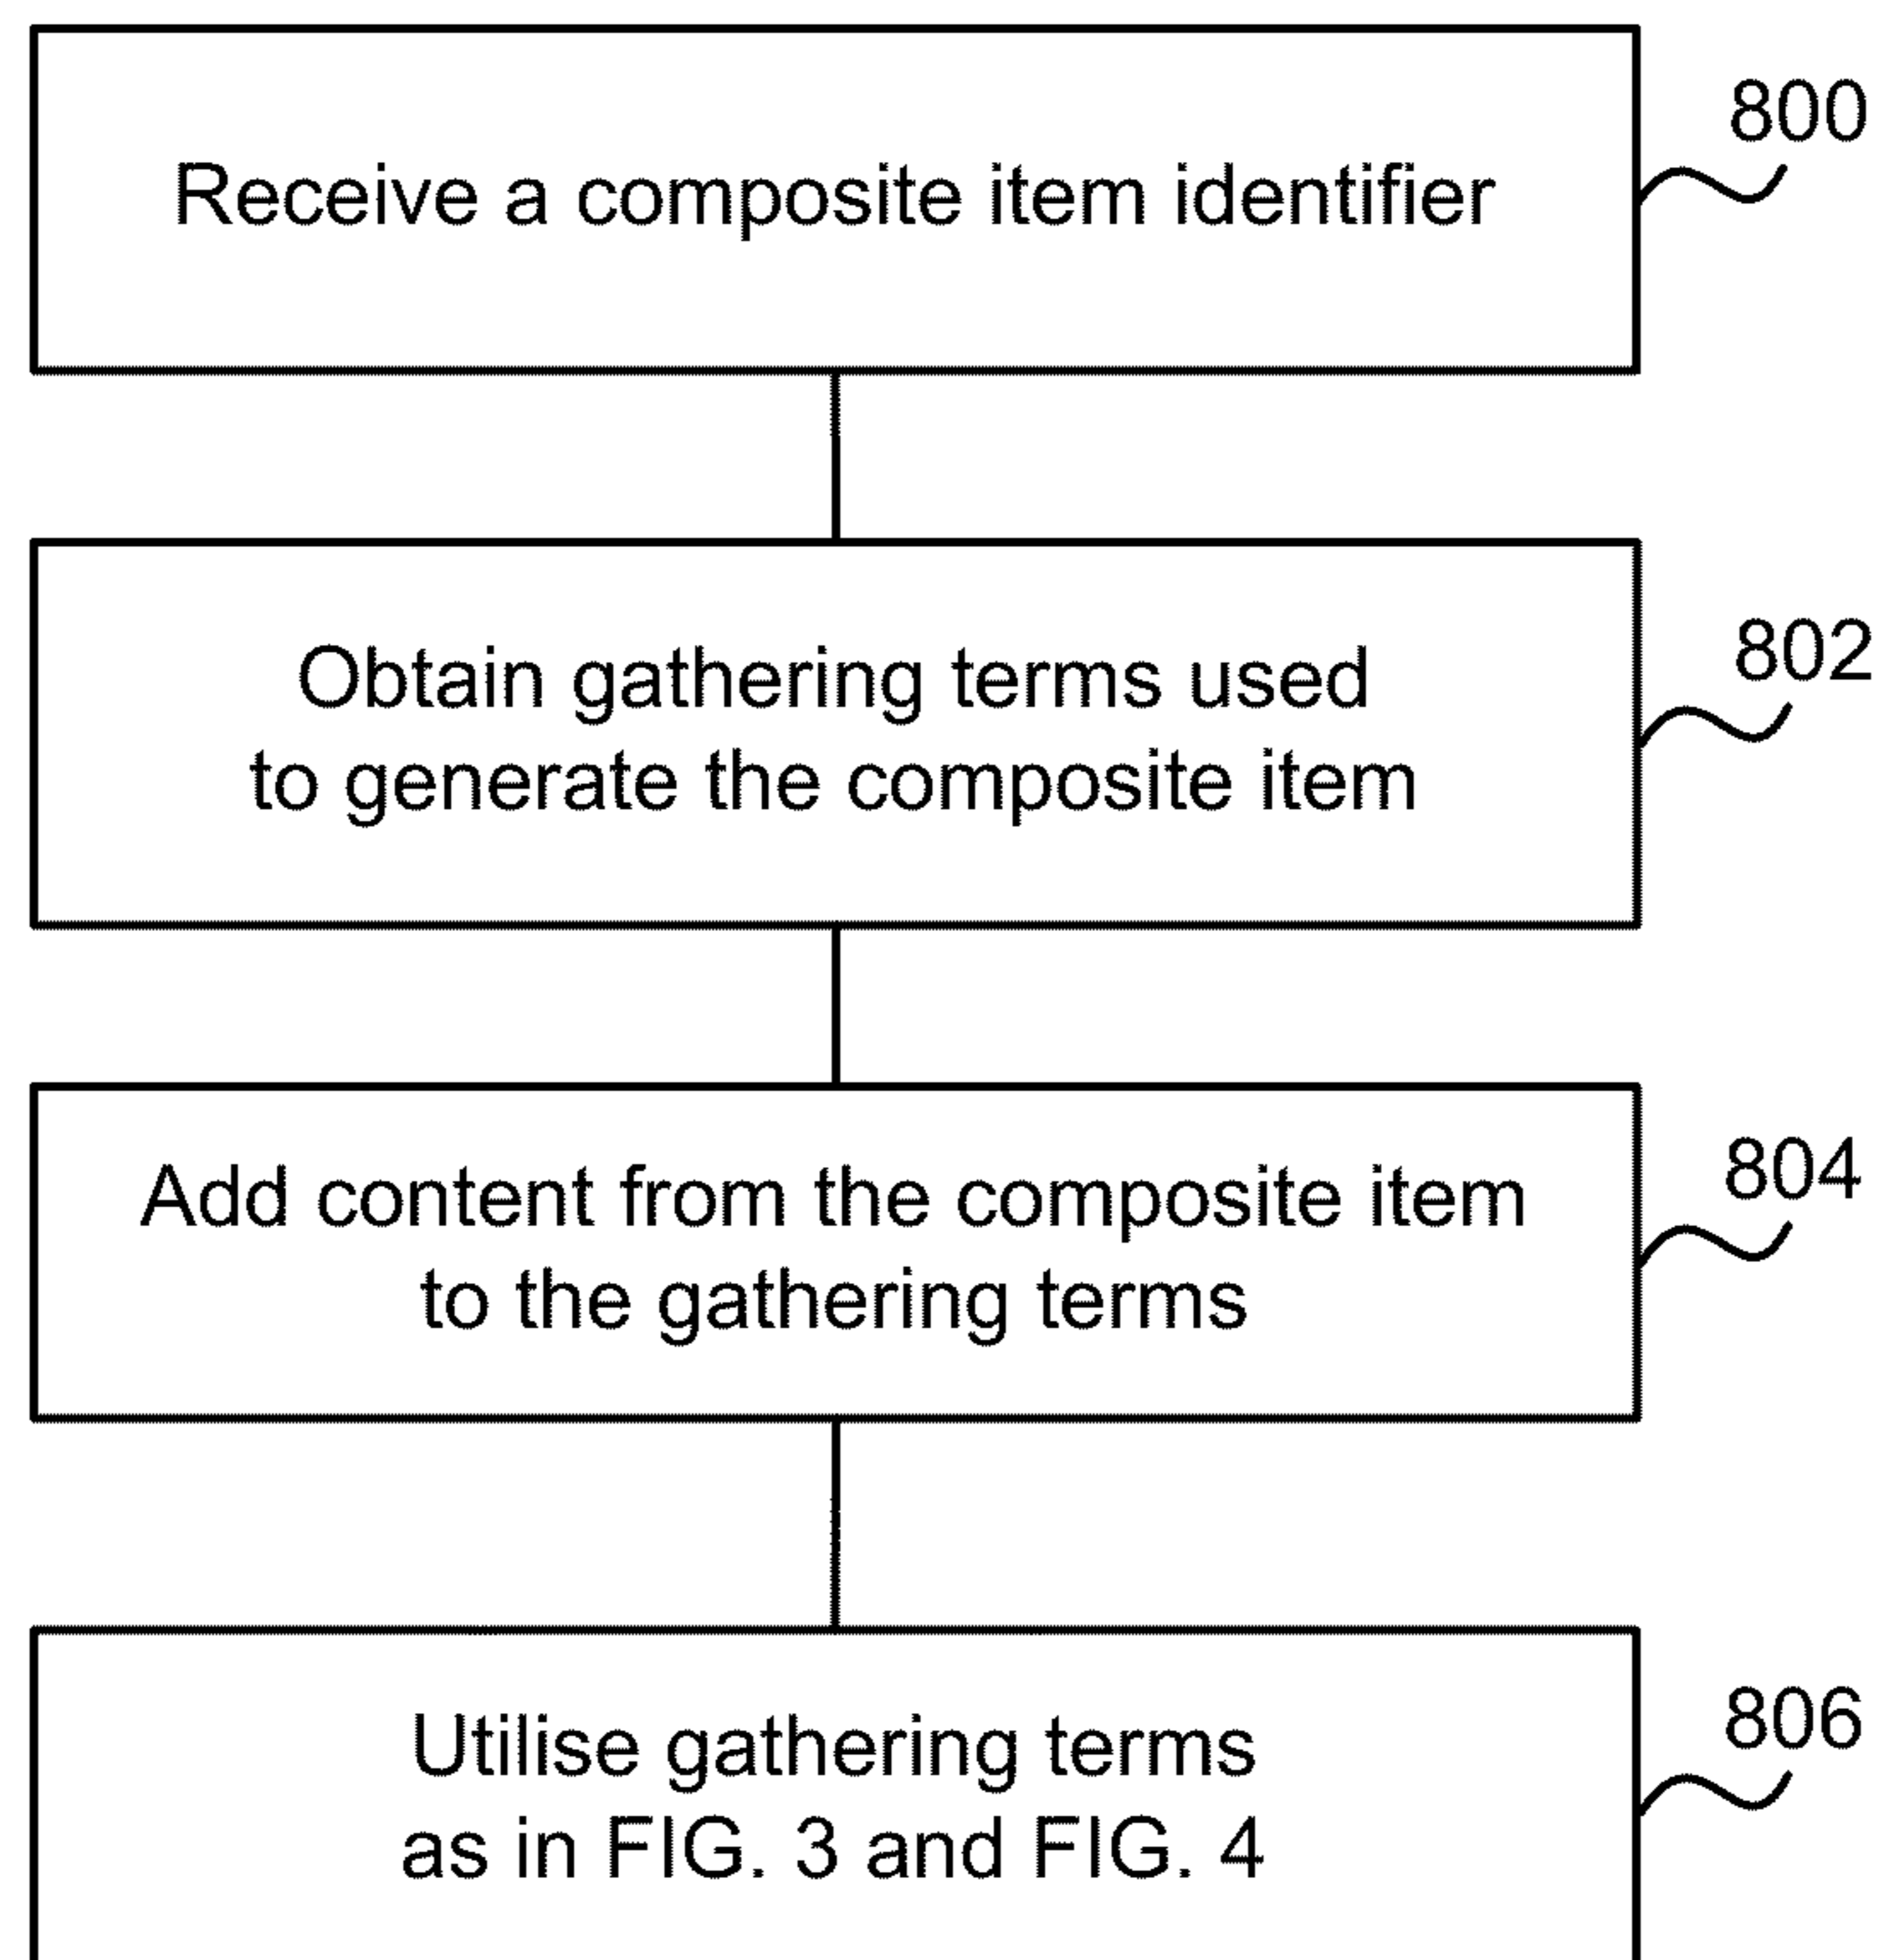 Receive a composite item identifier
800
Obtain gathering terms used
to generate the composite item
802
Add content from the composite item
to the gathering terms
804
Utilise gathering terms
as in FIG. 3 and FIG. 4
806